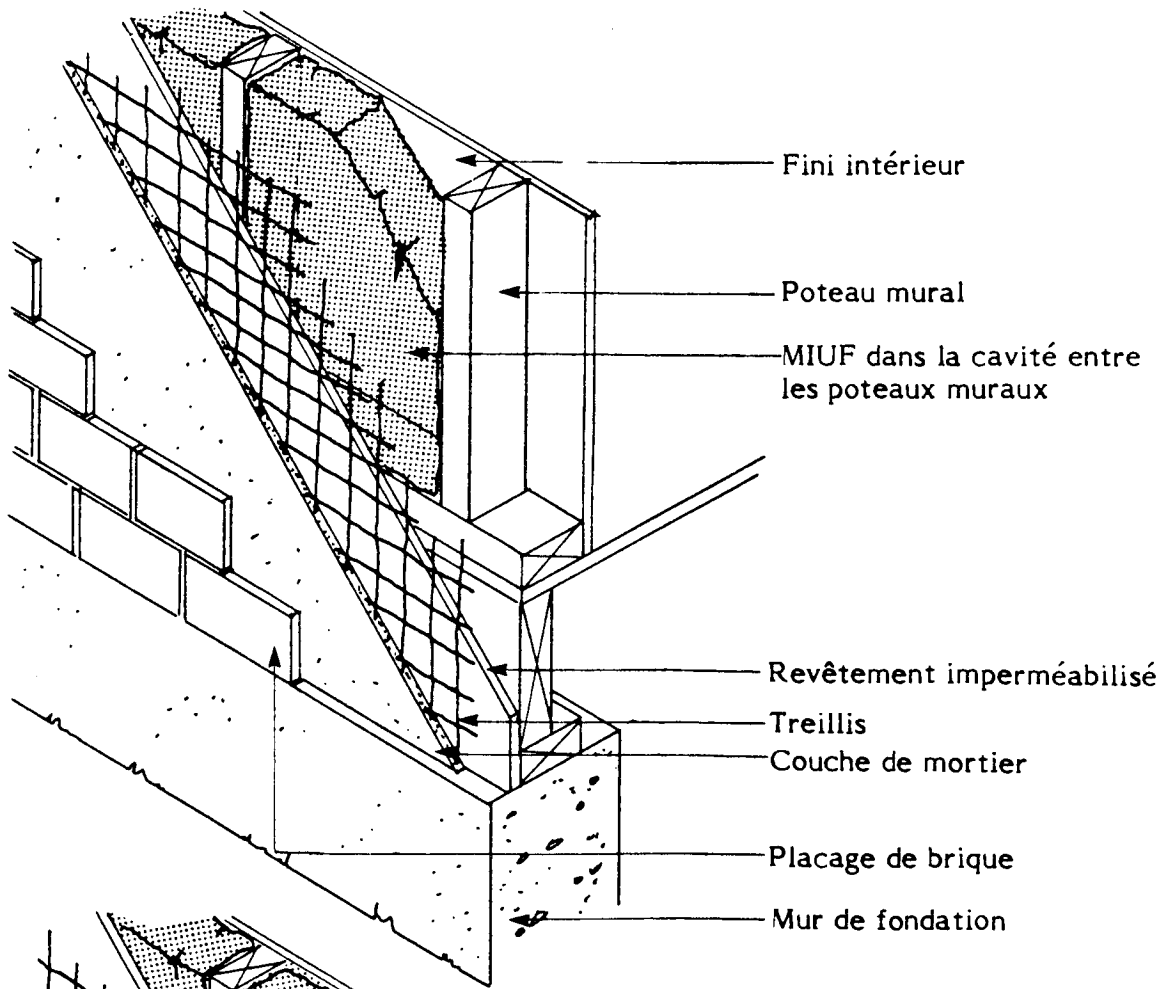 Fini intérieur
Poteau mural
MIUF dans la cavité entre
les poteaux muraux
Revêtement imperméabilisé
Treillis
Couche de mortier
Placage de brique
Mur de fondation